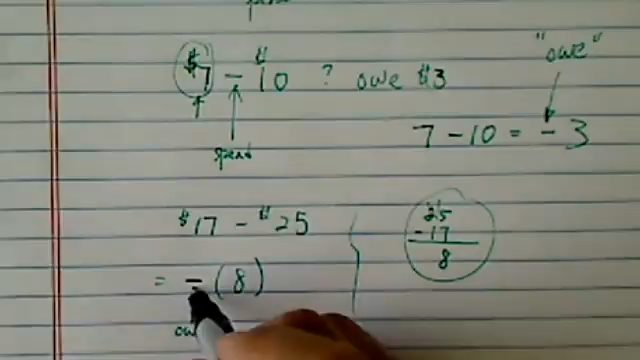 "owe"
$7 - $10 ? owe $3
7 - 10 = - 3
spend
$17 - $25
25
- 17
8
= - (8)